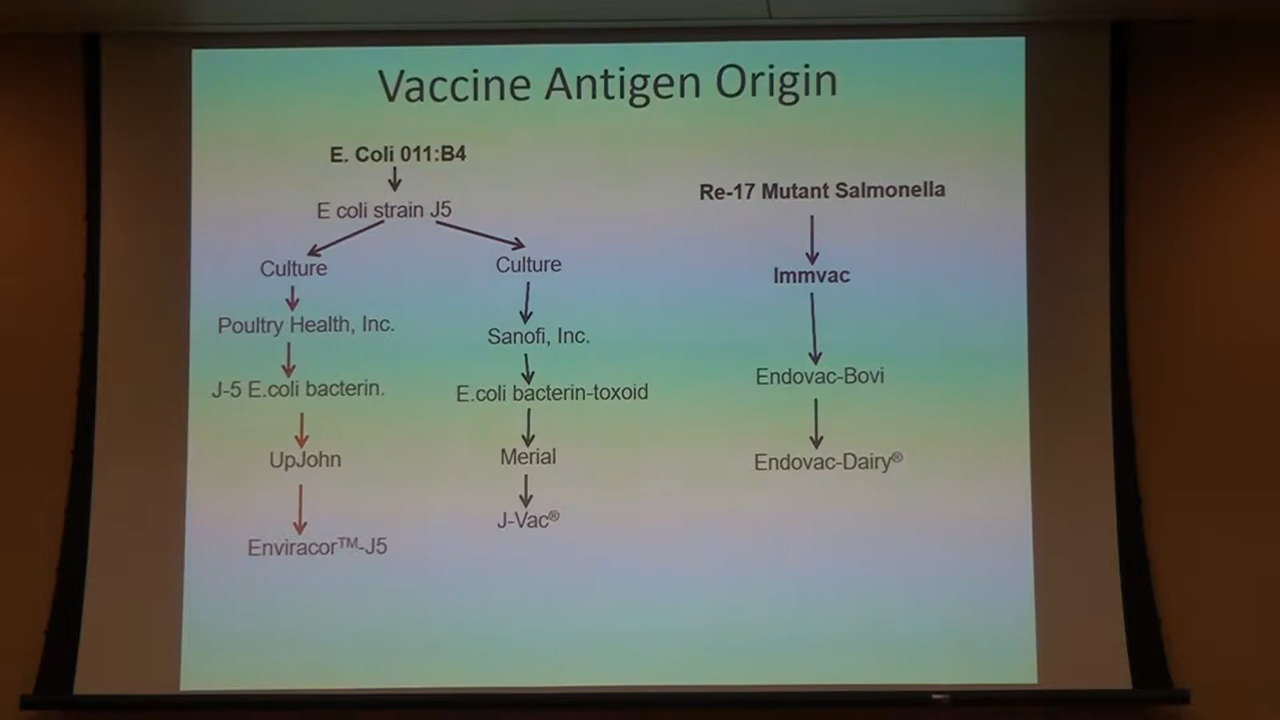 Vaccine Antigen Origin
E. Coli 011:B4
E coli strain J5
Culture
Poultry Health, Inc.
J-5 E.coli bacterin.
UpJohn
Enviracor™-J5
Culture
Sanofi, Inc.
E.coli bacterin-toxoid
Merial
J-Vac®
Re-17 Mutant Salmonella
Immvac
Endovac-Bovi
Endovac-Dairy®